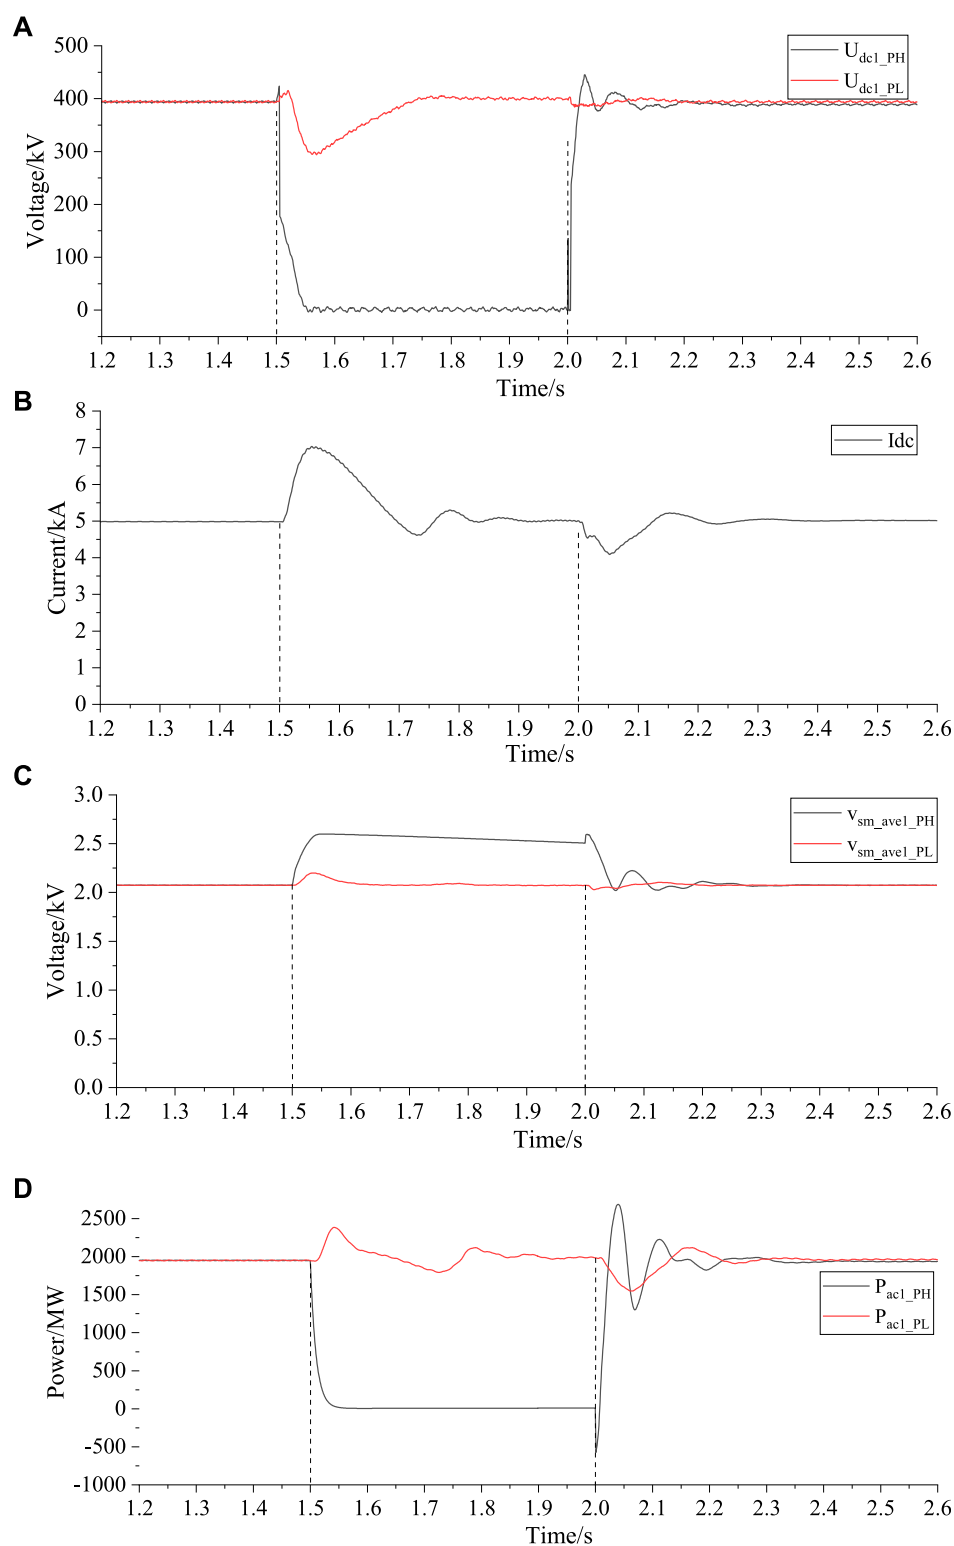 A
500
400
300
200
100
0
Voltage/kV
U_dc1_PH
U_dc1_PL
1.2 1.3 1.4 1.5 1.6 1.7 1.8 1.9 2.0 2.1 2.2 2.3 2.4 2.5 2.6
Time/s
B
8
7
6
5
4
3
2
1
0
Current/kA
Idc
1.2 1.3 1.4 1.5 1.6 1.7 1.8 1.9 2.0 2.1 2.2 2.3 2.4 2.5 2.6
Time/s
C
3.0
2.5
2.0
1.5
1.0
0.5
0.0
Voltage/kV
v_sm_ave1_PH
v_sm_ave1_PL
1.2 1.3 1.4 1.5 1.6 1.7 1.8 1.9 2.0 2.1 2.2 2.3 2.4 2.5 2.6
Time/s
D
2500
2000
1500
1000
500
0
-500
-1000
Power/MW
P_ac1_PH
P_ac1_PL
1.2 1.3 1.4 1.5 1.6 1.7 1.8 1.9 2.0 2.1 2.2 2.3 2.4 2.5 2.6
Time/s